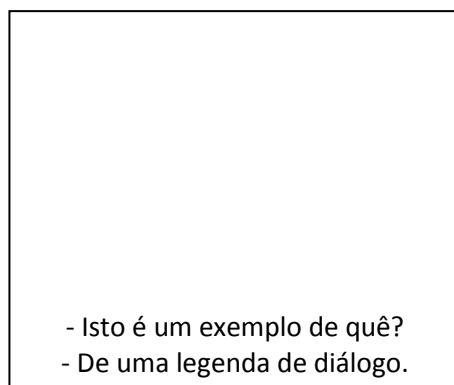 - Isto é um exemplo de quê?
- De uma legenda de diálogo.